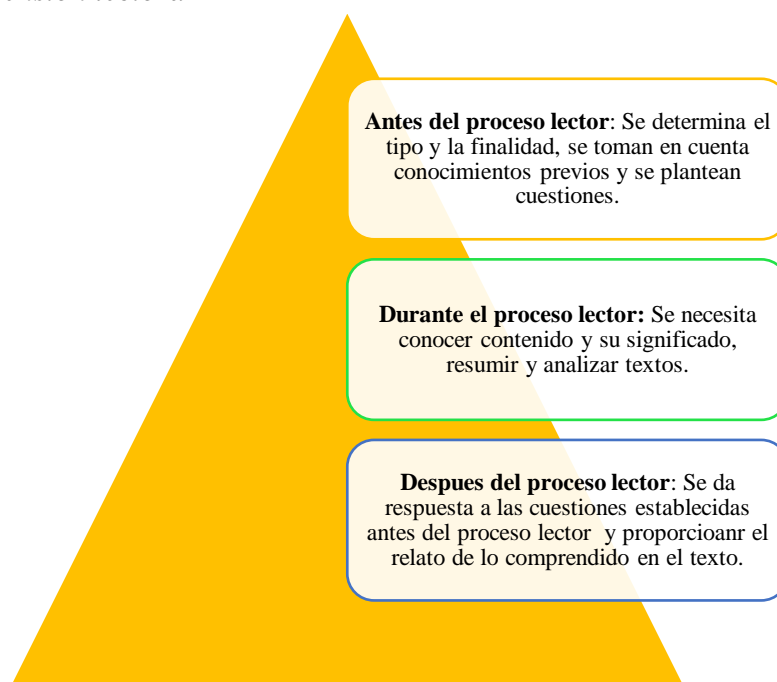 Antes del proceso lector: Se determina el
tipo y la finalidad, se toman en cuenta
conocimientos previos y se plantean
cuestiones.
Durante el proceso lector: Se necesita
conocer contenido y su significado,
resumir y analizar textos.
Despues del proceso lector: Se da
respuesta a las cuestiones establecidas
antes del proceso lector y proporcioanr el
relato de lo comprendido en el texto.